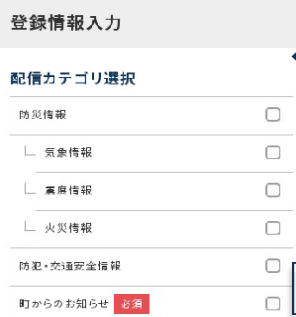 登録情報入力
配信カテゴリ選択
防災情報
気象情報
震度情報
火災情報
防犯・交通安全情報
町からのお知らせ 必須